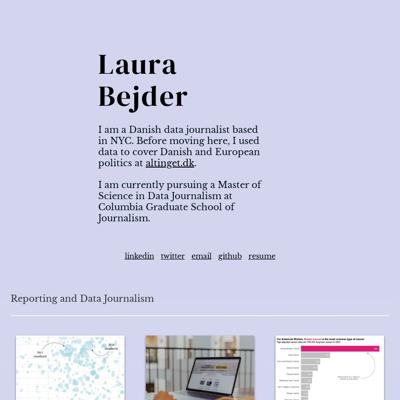 Laura
Bejder
I am a Danish data journalist based
in NYC. Before moving here, I used
data to cover Danish and European
politics at altinget.dk.
I am currently pursuing a Master of
Science in Data Journalism at
Columbia Graduate School of
Journalism.
linkedin twitter email github resume
Reporting and Data Journalism